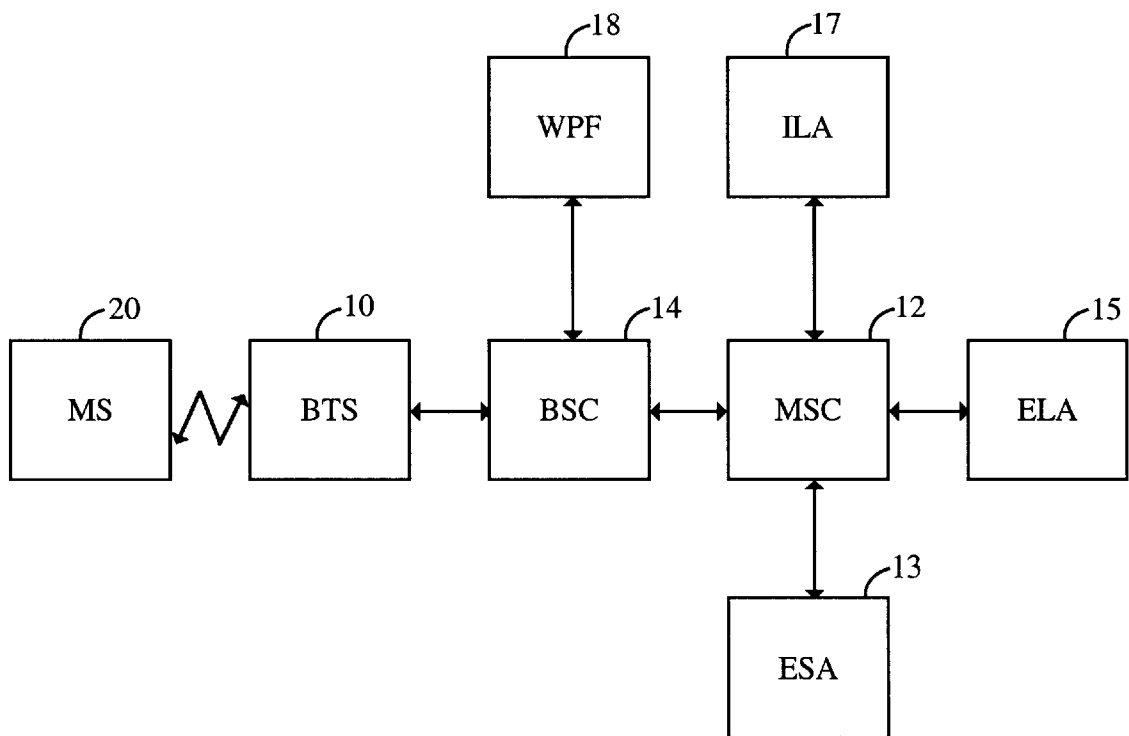 18 17
WPF ILA
20 10 14 12 15
MS BTS BSC MSC ELA
13
ESA